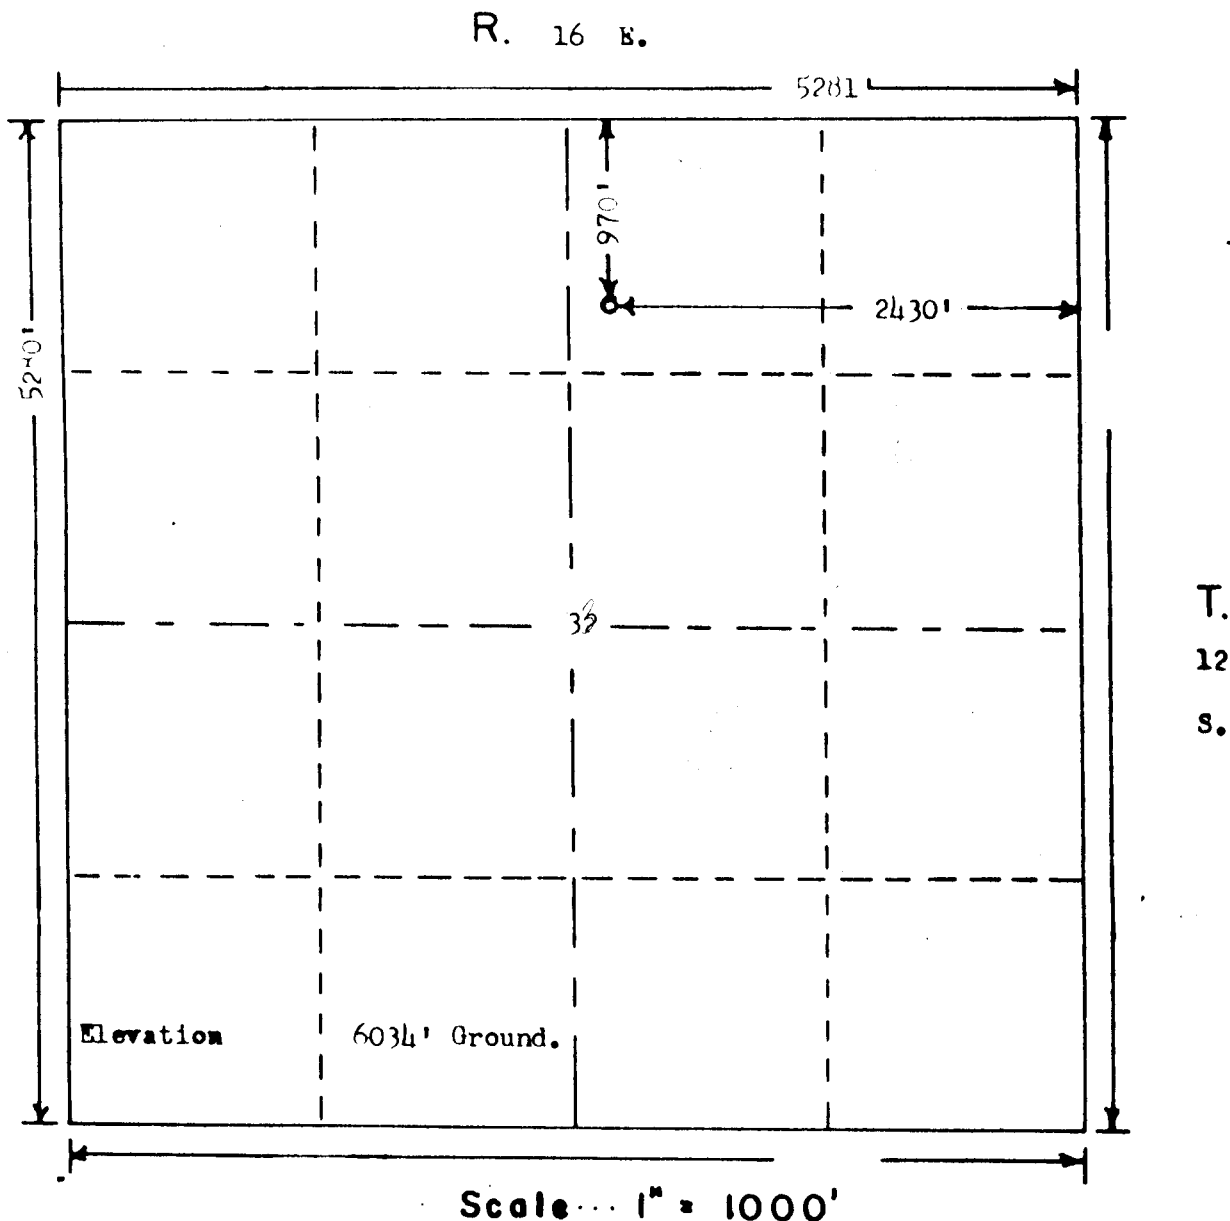 R. 16 E.
5281'
970'
2430'
T.
12
S.
Elevation 6034' Ground.
Scale... 1" = 1000'